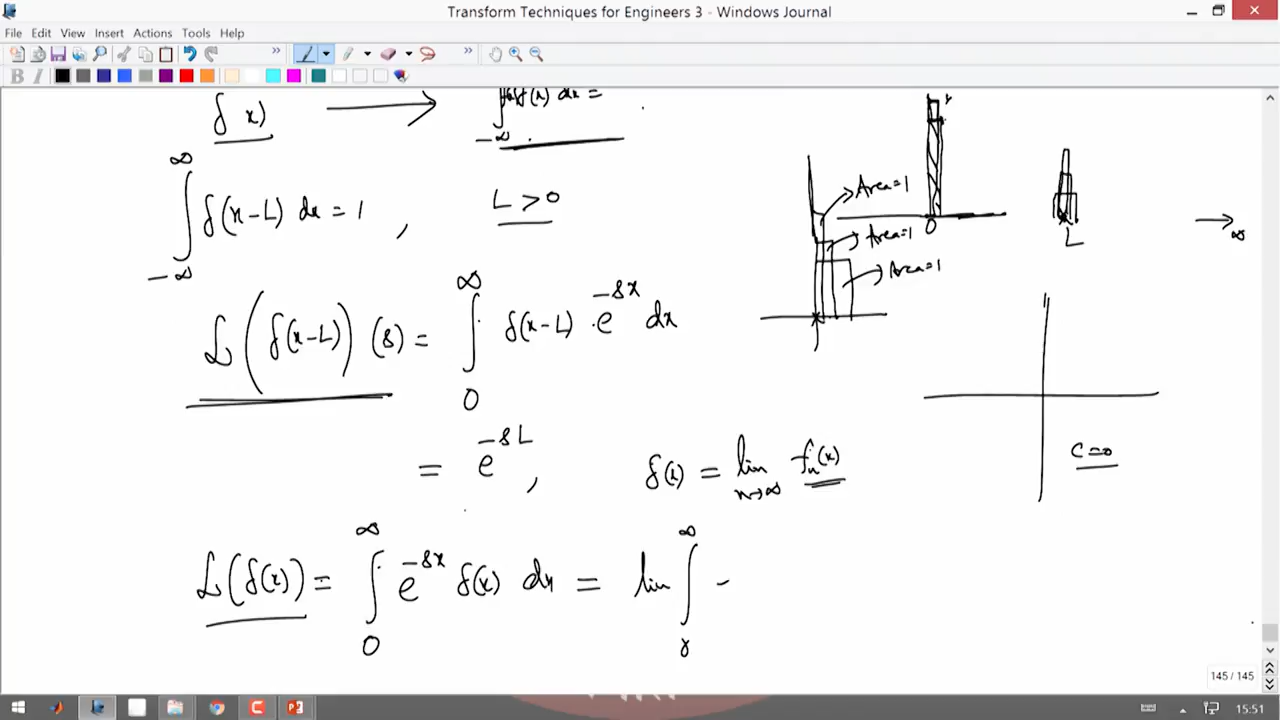 Transform Techniques for Engineers 3 - Windows Journal
File Edit View Insert Actions Tools Help
δ x) ⟶ ∫_{-∞} f(x) dx =
∫_{-∞}^{∞} δ(x-L) dx = 1 , L > 0
Area=1
Area=1
Area=1
0
L
→ ∞
ℒ(δ(x-L))(s) = ∫_0^∞ δ(x-L) · e^{-sx} dx
= e^{-sL} , δ(x) = lim_{n→∞} f_n(x)
c=0
ℒ(δ(x)) = ∫_0^∞ e^{-sx} δ(x) dx = lim ∫_γ^∞ -
145 / 145
15:51